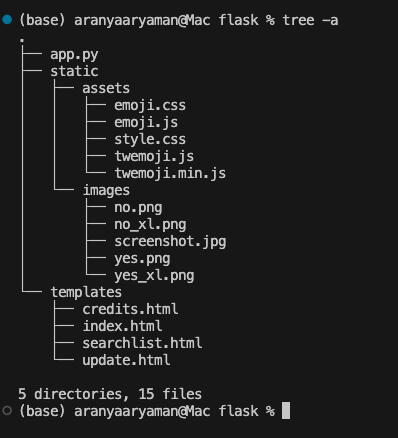 (base) aranyaaryaman@Mac flask % tree -a
.
├── app.py
├── static
│   ├── assets
│   │   ├── emoji.css
│   │   ├── emoji.js
│   │   ├── style.css
│   │   ├── twemoji.js
│   │   └── twemoji.min.js
│   └── images
│       ├── no.png
│       ├── no_xl.png
│       ├── screenshot.jpg
│       ├── yes.png
│       └── yes_xl.png
└── templates
    ├── credits.html
    ├── index.html
    ├── searchlist.html
    └── update.html
5 directories, 15 files
(base) aranyaaryaman@Mac flask %